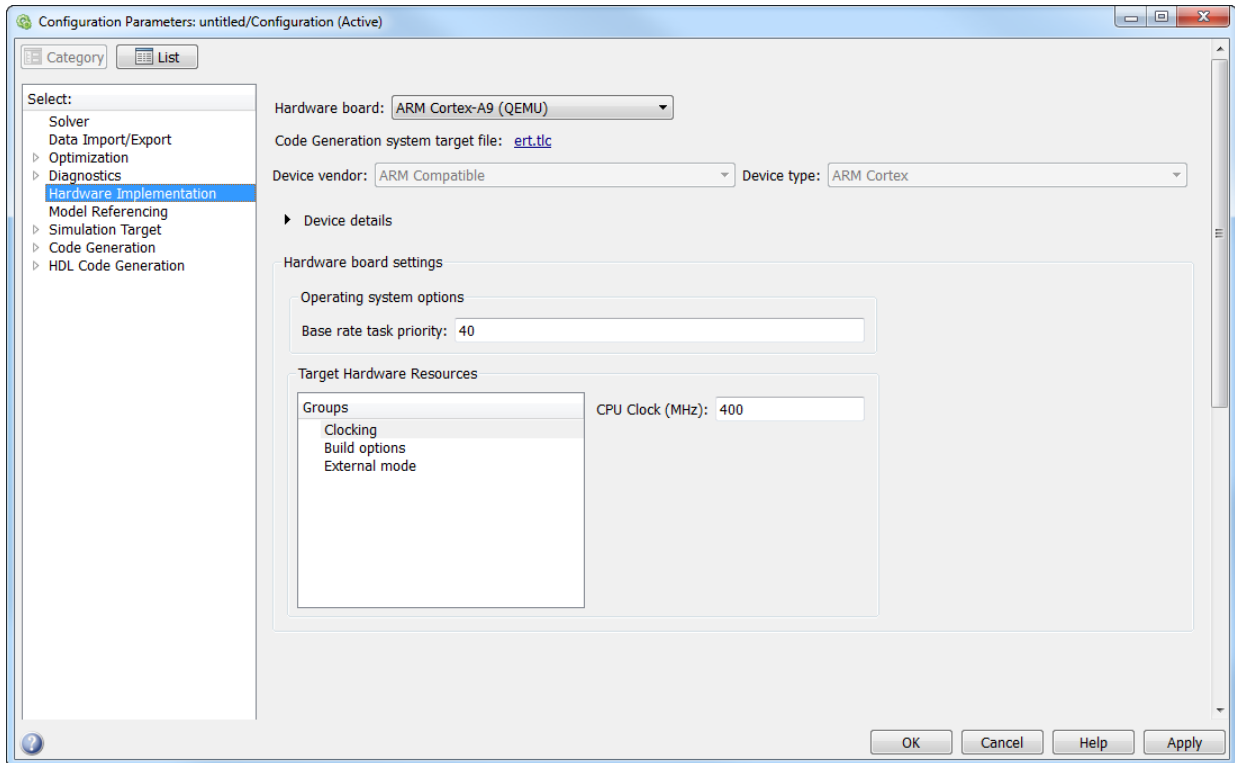 Configuration Parameters: untitled/Configuration (Active)
Category
List
Select:
Solver
Data Import/Export
Optimization
Diagnostics
Hardware Implementation
Model Referencing
Simulation Target
Code Generation
HDL Code Generation
Hardware board: ARM Cortex-A9 (QEMU)
Code Generation system target file: ert.tlc
Device vendor: ARM Compatible Device type: ARM Cortex
Device details
Hardware board settings
Operating system options
Base rate task priority: 40
Target Hardware Resources
Groups
Clocking
Build options
External mode
CPU Clock (MHz): 400
OK Cancel Help Apply